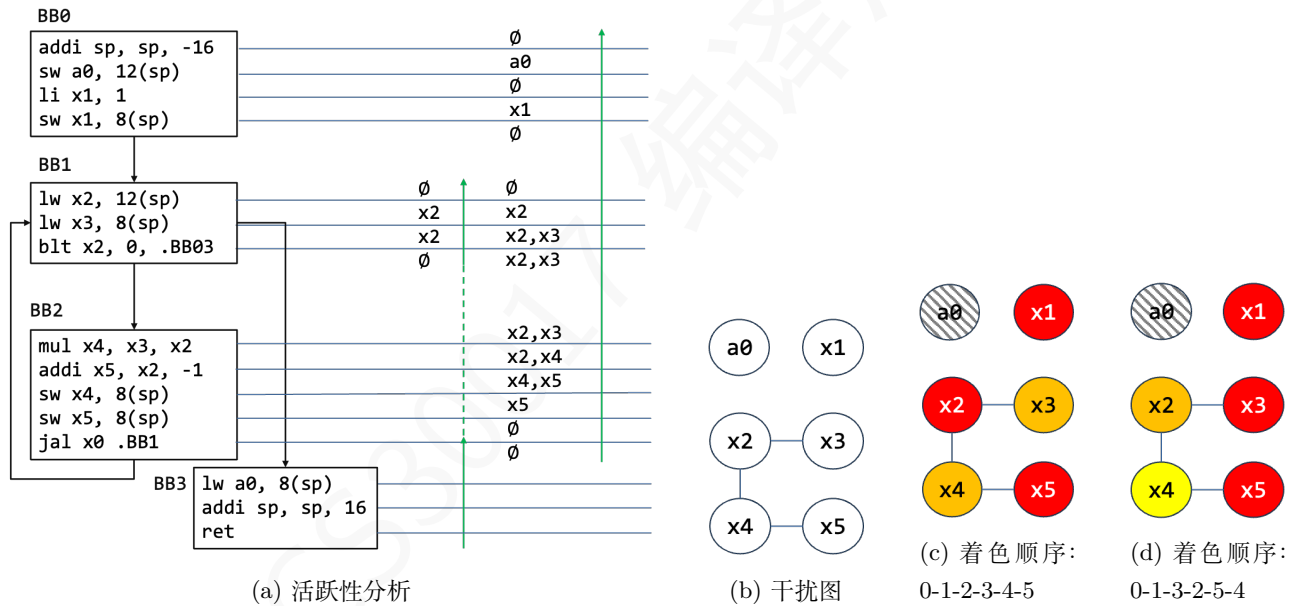 BB0
addi sp, sp, -16
sw a0, 12(sp)
li x1, 1
sw x1, 8(sp)
Ø
a0
Ø
x1
Ø
BB1
lw x2, 12(sp)
lw x3, 8(sp)
blt x2, 0, .BB03
Ø
x2
x2
Ø
Ø
x2
x2,x3
x2,x3
BB2
mul x4, x3, x2
addi x5, x2, -1
sw x4, 8(sp)
sw x5, 8(sp)
jal x0 .BB1
x2,x3
x2,x4
x4,x5
x5
Ø
Ø
BB3
lw a0, 8(sp)
addi sp, sp, 16
ret
(a) 活跃性分析
a0
x1
x2
x3
x4
x5
(b) 干扰图
a0
x1
x2
x3
x4
x5
(c) 着色顺序:
0-1-2-3-4-5
a0
x1
x2
x3
x4
x5
(d) 着色顺序:
0-1-3-2-5-4
CS30017 编译